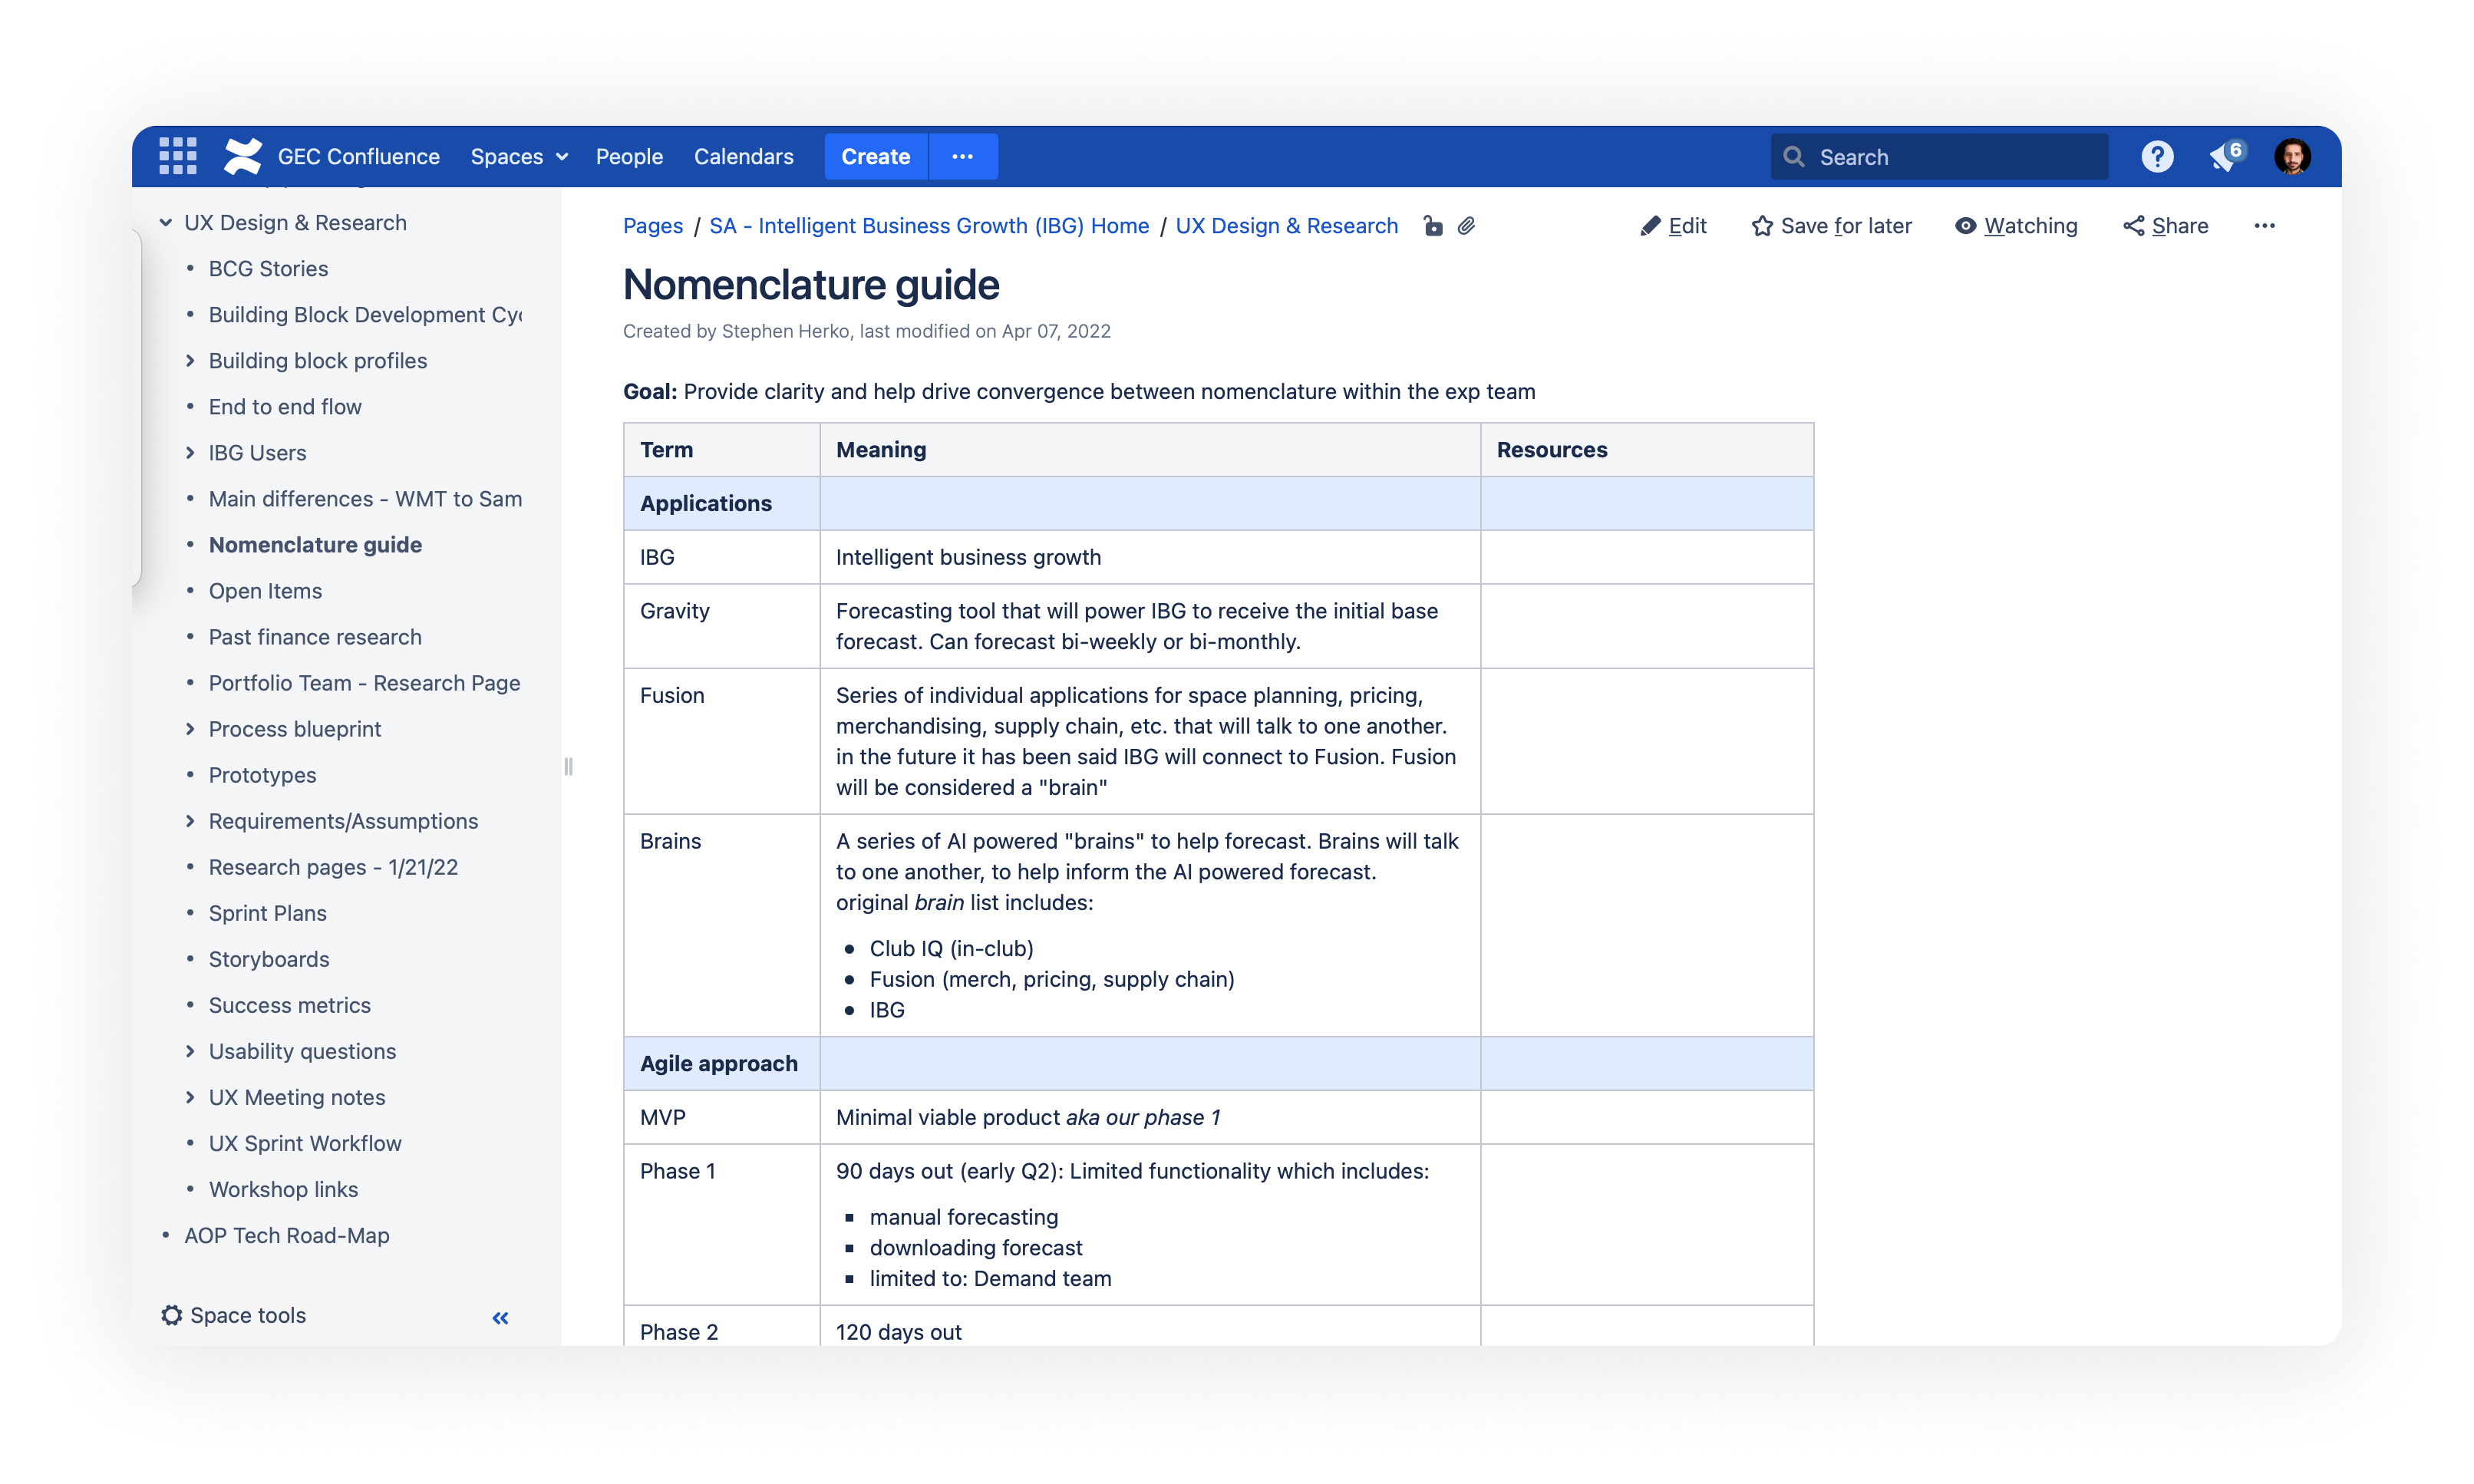 GEC Confluence Spaces People Calendars Create ••• Search ? 6
UX Design & Research
BCG Stories
Building Block Development Cyc
Building block profiles
End to end flow
IBG Users
Main differences - WMT to Sam
Nomenclature guide
Open Items
Past finance research
Portfolio Team - Research Page
Process blueprint
Prototypes
Requirements/Assumptions
Research pages - 1/21/22
Sprint Plans
Storyboards
Success metrics
Usability questions
UX Meeting notes
UX Sprint Workflow
Workshop links
AOP Tech Road-Map
Space tools
Pages / SA - Intelligent Business Growth (IBG) Home / UX Design & Research
Edit Save for later Watching Share •••
Nomenclature guide
Created by Stephen Herko, last modified on Apr 07, 2022
Goal: Provide clarity and help drive convergence between nomenclature within the exp team
Term Meaning Resources
Applications
IBG Intelligent business growth
Gravity Forecasting tool that will power IBG to receive the initial base
forecast. Can forecast bi-weekly or bi-monthly.
Fusion Series of individual applications for space planning, pricing,
merchandising, supply chain, etc. that will talk to one another.
in the future it has been said IBG will connect to Fusion. Fusion
will be considered a "brain"
Brains A series of AI powered "brains" to help forecast. Brains will talk
to one another, to help inform the AI powered forecast.
original brain list includes:
• Club IQ (in-club)
• Fusion (merch, pricing, supply chain)
• IBG
Agile approach
MVP Minimal viable product aka our phase 1
Phase 1 90 days out (early Q2): Limited functionality which includes:
▪ manual forecasting
▪ downloading forecast
▪ limited to: Demand team
Phase 2 120 days out